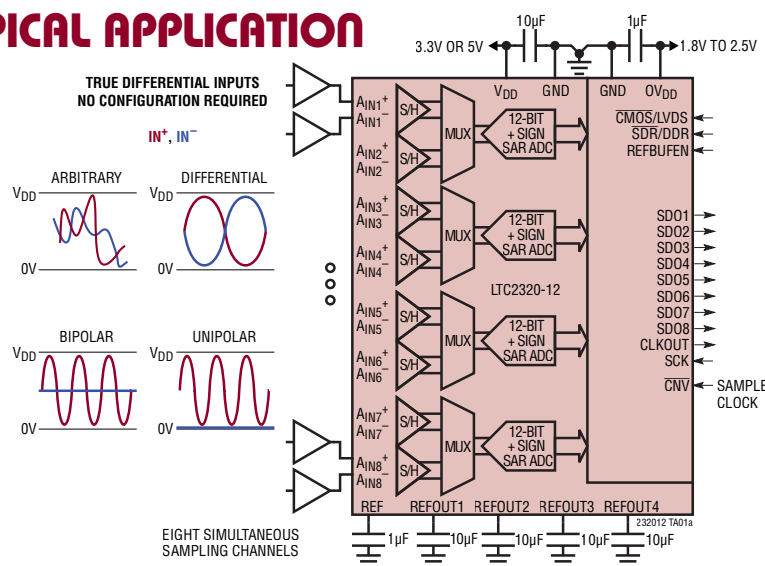 PICAL APPLICATION
10µF
1µF
3.3V OR 5V
1.8V TO 2.5V
TRUE DIFFERENTIAL INPUTS
NO CONFIGURATION REQUIRED
IN+, IN−
VDD GND GND OVDD
AIN1+
AIN1−
S/H
AIN2+
AIN2−
S/H
MUX
12-BIT
+ SIGN
SAR ADC
CMOS/LVDS
SDR/DDR
REFBUFEN
ARBITRARY
VDD
0V
DIFFERENTIAL
VDD
0V
AIN3+
AIN3−
S/H
AIN4+
AIN4−
S/H
MUX
12-BIT
+ SIGN
SAR ADC
SDO1
SDO2
SDO3
SDO4
SDO5
SDO6
SDO7
SDO8
CLKOUT
SCK
CNV
SAMPLE
CLOCK
LTC2320-12
BIPOLAR
VDD
0V
UNIPOLAR
VDD
0V
AIN5+
AIN5−
S/H
AIN6+
AIN6−
S/H
MUX
12-BIT
+ SIGN
SAR ADC
AIN7+
AIN7−
S/H
AIN8+
AIN8−
S/H
MUX
12-BIT
+ SIGN
SAR ADC
REF REFOUT1 REFOUT2 REFOUT3 REFOUT4
232012 TA01a
EIGHT SIMULTANEOUS
SAMPLING CHANNELS
1µF 10µF 10µF 10µF 10µF